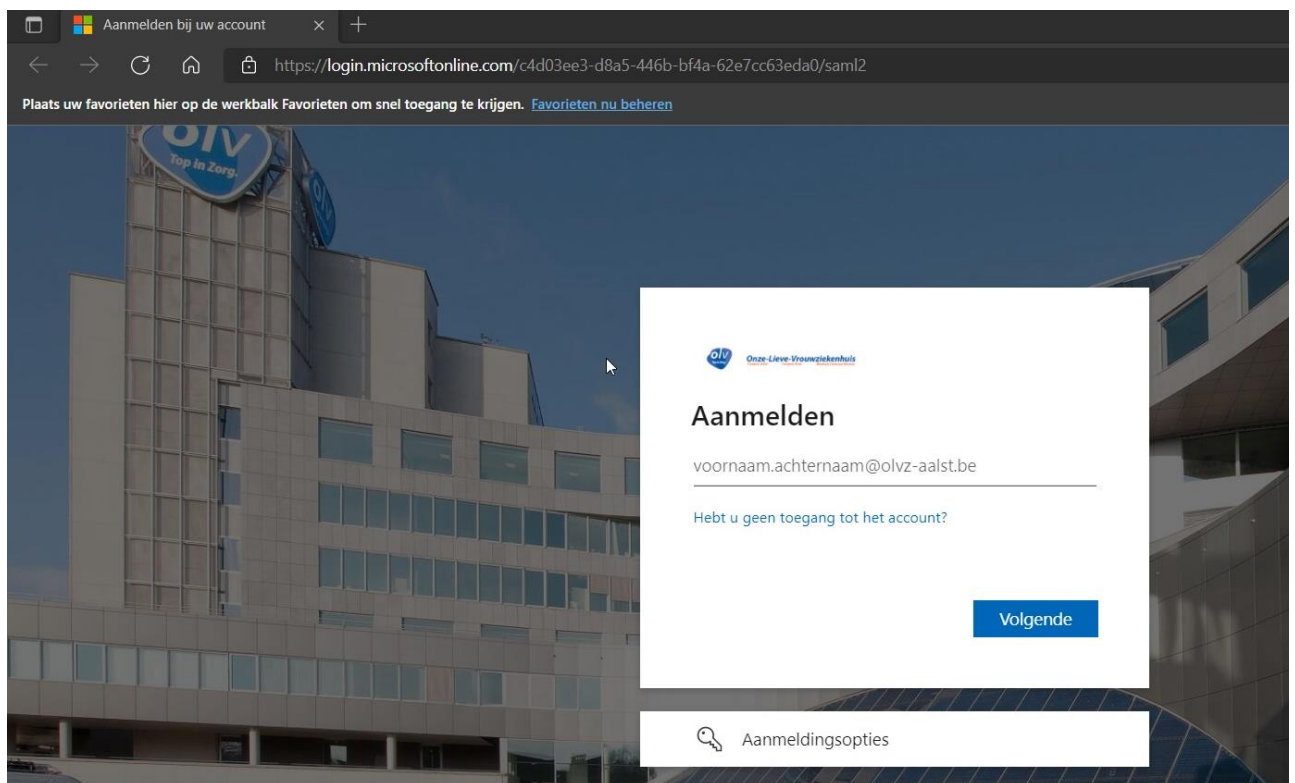 Aanmelden bij uw account
https://login.microsoftonline.com/c4d03ee3-d8a5-446b-bf4a-62e7cc63eda0/saml2
Plaats uw favorieten hier op de werkbalk Favorieten om snel toegang te krijgen. Favorieten nu beheren
olv
Top in Zorg.
olv
olv
Onze-Lieve-Vrouwziekenhuis
Aanmelden
voornaam.achternaam@olvz-aalst.be
Hebt u geen toegang tot het account?
Volgende
Aanmeldingsopties